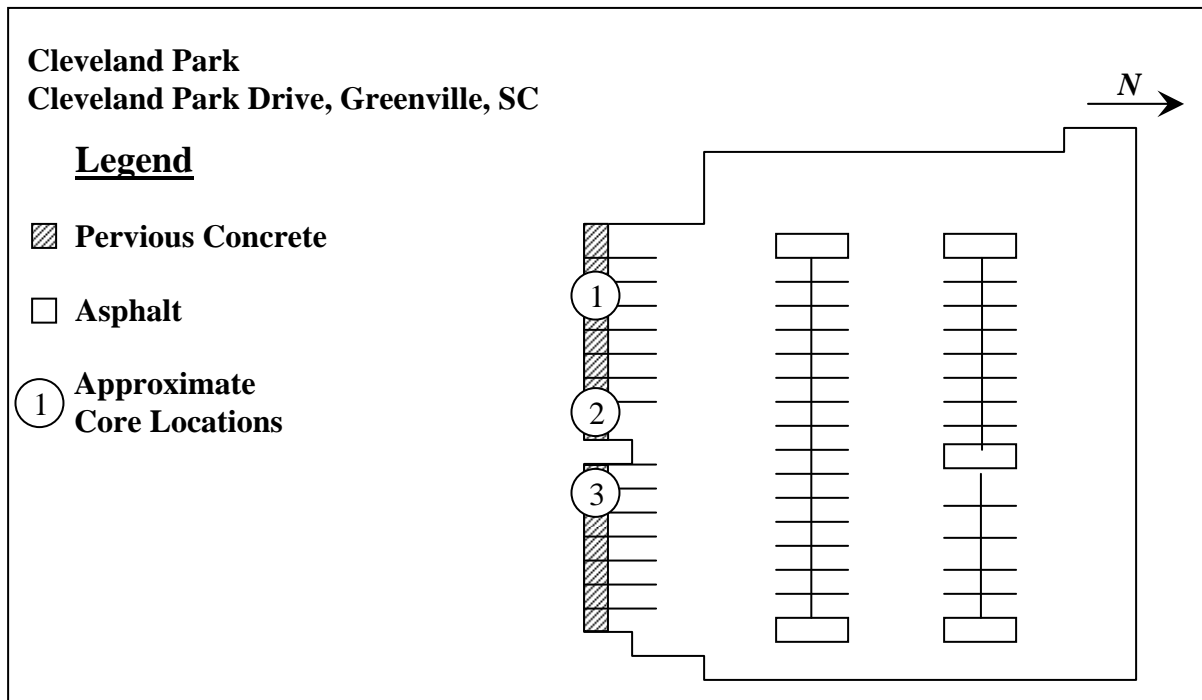 Cleveland Park
Cleveland Park Drive, Greenville, SC
N
Legend
Pervious Concrete
Asphalt
1 Approximate
Core Locations
1
2
3